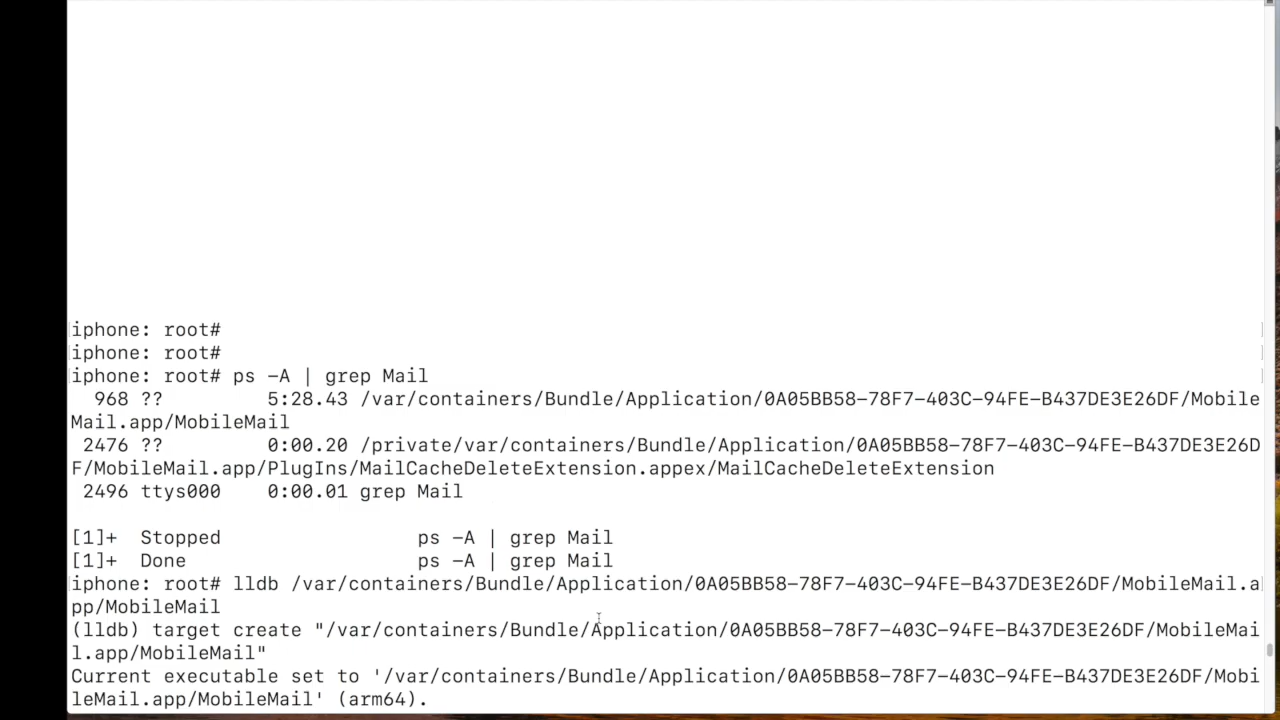 iphone: root#
iphone: root#
iphone: root# ps -A | grep Mail
968 ?? 5:28.43 /var/containers/Bundle/Application/0A05BB58-78F7-403C-94FE-B437DE3E26DF/Mobile
Mail.app/MobileMail
2476 ?? 0:00.20 /private/var/containers/Bundle/Application/0A05BB58-78F7-403C-94FE-B437DE3E26D
F/MobileMail.app/PlugIns/MailCacheDeleteExtension.appex/MailCacheDeleteExtension
2496 ttys000 0:00.01 grep Mail
[1]+ Stopped ps -A | grep Mail
[1]+ Done ps -A | grep Mail
iphone: root# lldb /var/containers/Bundle/Application/0A05BB58-78F7-403C-94FE-B437DE3E26DF/MobileMail.a
pp/MobileMail
(lldb) target create "/var/containers/Bundle/Application/0A05BB58-78F7-403C-94FE-B437DE3E26DF/MobileMai
l.app/MobileMail"
Current executable set to '/var/containers/Bundle/Application/0A05BB58-78F7-403C-94FE-B437DE3E26DF/Mobi
leMail.app/MobileMail' (arm64).